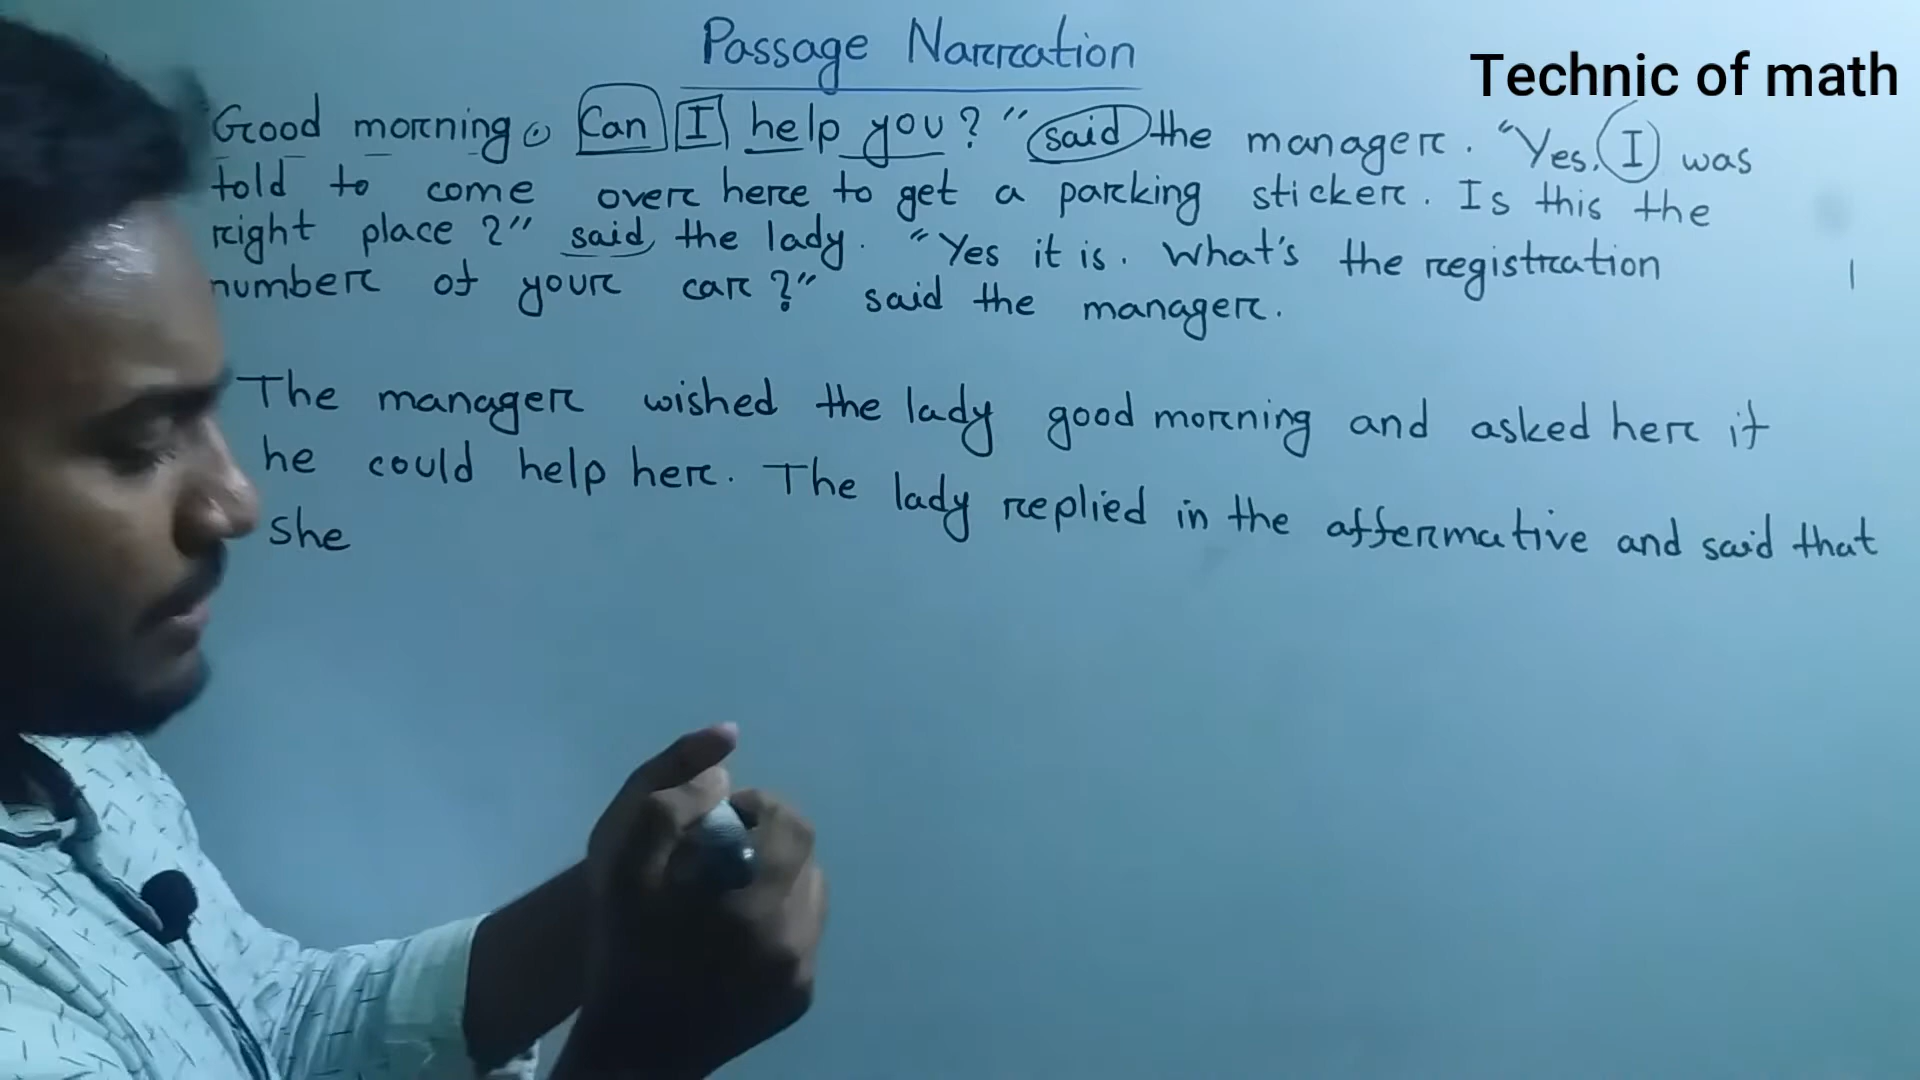 Passage Narration
Technic of math
Good morning. Can I help you?" said the manager. "Yes, I was
told to come over here to get a parking sticker. Is this the
right place?" said the lady. "Yes it is. What's the registration
number of your car?" said the manager.
The manager wished the lady good morning and asked her if
he could help her. The lady replied in the affermative and said that
she